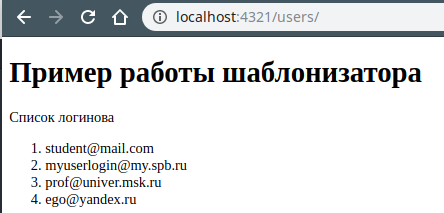 localhost:4321/users/
Пример работы шаблонизатора
Список логинова
1. student@mail.com
2. myuserlogin@my.spb.ru
3. prof@univer.msk.ru
4. ego@yandex.ru